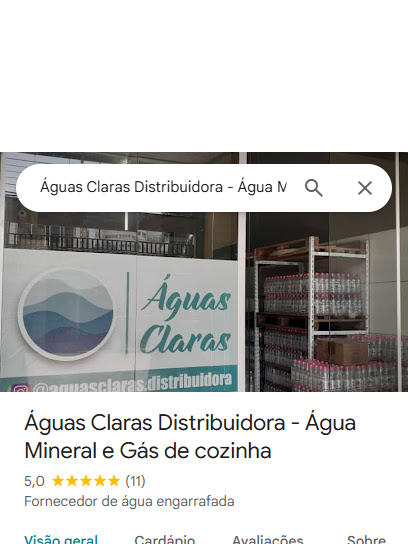 Águas Claras Distribuidora - Água M
Águas
Claras
@aguasclaras.distribuidora
Águas Claras Distribuidora - Água
Mineral e Gás de cozinha
5,0 (11)
Fornecedor de água engarrafada
Visão geral Cardápio Avaliações Sobre